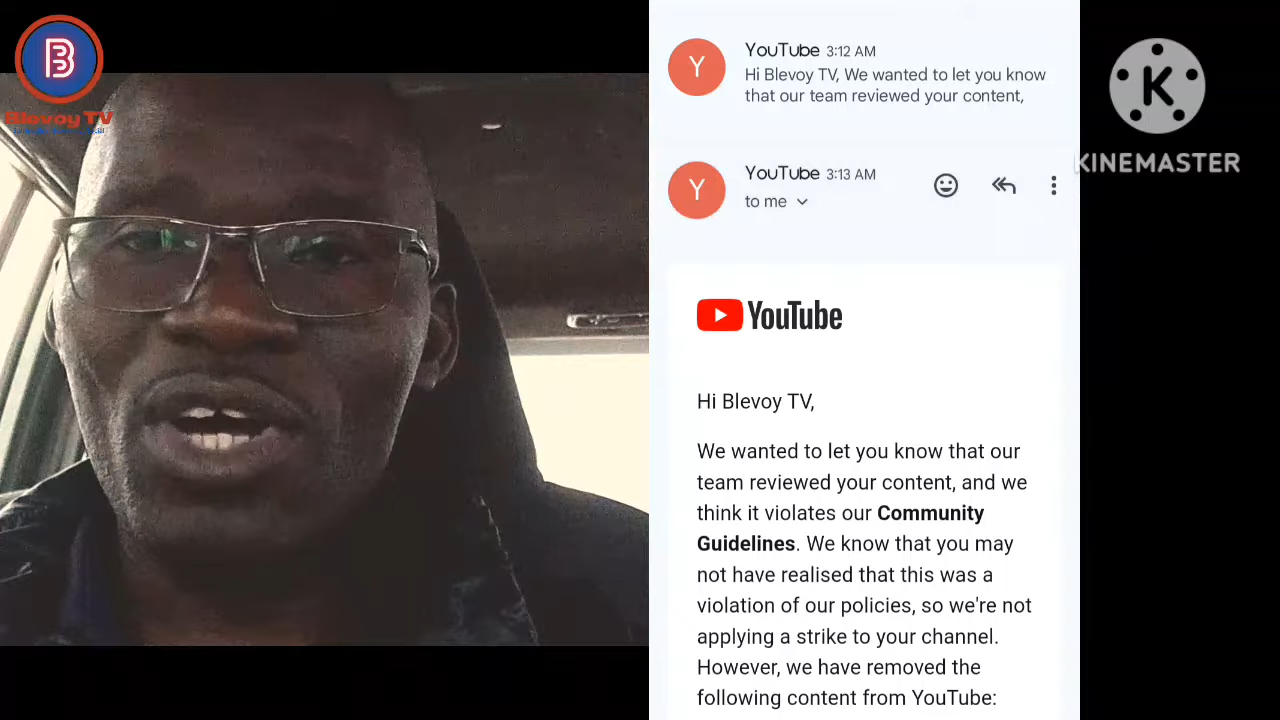 B
Blevoy TV
YouTube 3:12 AM
Hi Blevoy TV, We wanted to let you know
that our team reviewed your content,
Y
YouTube 3:13 AM
to me
Y
YouTube
Hi Blevoy TV,
We wanted to let you know that our
team reviewed your content, and we
think it violates our Community
Guidelines. We know that you may
not have realised that this was a
violation of our policies, so we're not
applying a strike to your channel.
However, we have removed the
following content from YouTube:
K
KINEMASTER